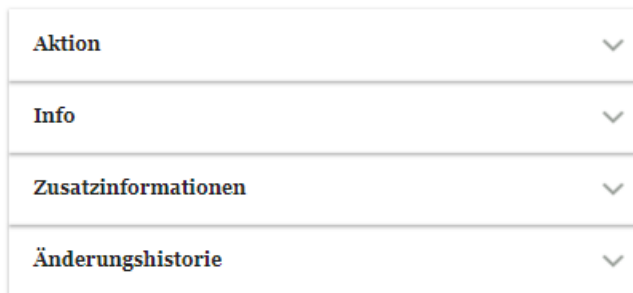 Aktion
Info
Zusatzinformationen
Änderungshistorie